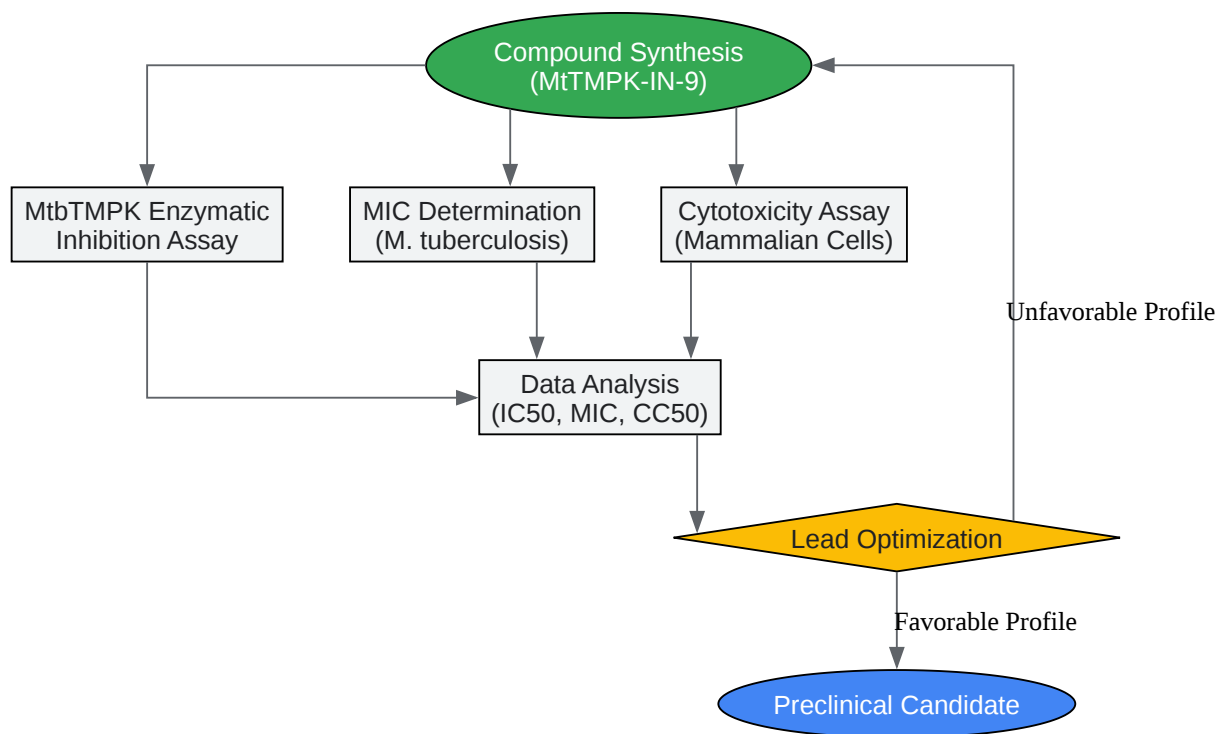 Compound Synthesis
(MtTMPK-IN-9)
MtbTMPK Enzymatic
Inhibition Assay
MIC Determination
(M. tuberculosis)
Cytotoxicity Assay
(Mammalian Cells)
Unfavorable Profile
Data Analysis
(IC50, MIC, CC50)
Lead Optimization
Favorable Profile
Preclinical Candidate